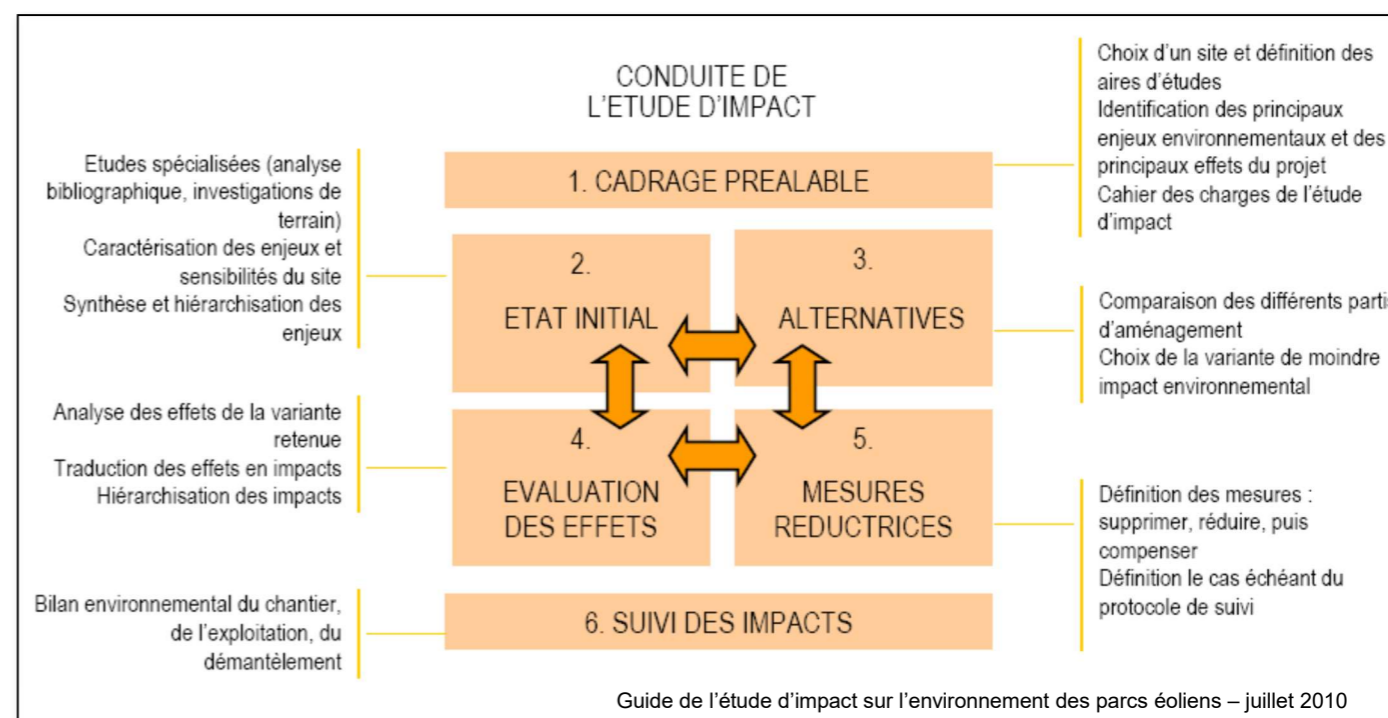 CONDUITE DE
L'ETUDE D'IMPACT
1. CADRAGE PREALABLE
Choix d'un site et définition des
aires d'études
Identification des principaux
enjeux environnementaux et des
principaux effets du projet
Cahier des charges de l'étude
d'impact
Etudes spécialisées (analyse
bibliographique, investigations de
terrain)
Caractérisation des enjeux et
sensibilités du site
Synthèse et hiérarchisation des
enjeux
2.
ETAT INITIAL
3.
ALTERNATIVES
Comparaison des différents partis
d'aménagement
Choix de la variante de moindre
impact environnemental
Analyse des effets de la variante
retenue
Traduction des effets en impacts
Hiérarchisation des impacts
4.
EVALUATION
DES EFFETS
5.
MESURES
REDUCTRICES
Définition des mesures :
supprimer, réduire, puis
compenser
Définition le cas échéant du
protocole de suivi
Bilan environnemental du chantier,
de l'exploitation, du
démantèlement
6. SUIVI DES IMPACTS
Guide de l'étude d'impact sur l'environnement des parcs éoliens – juillet 2010